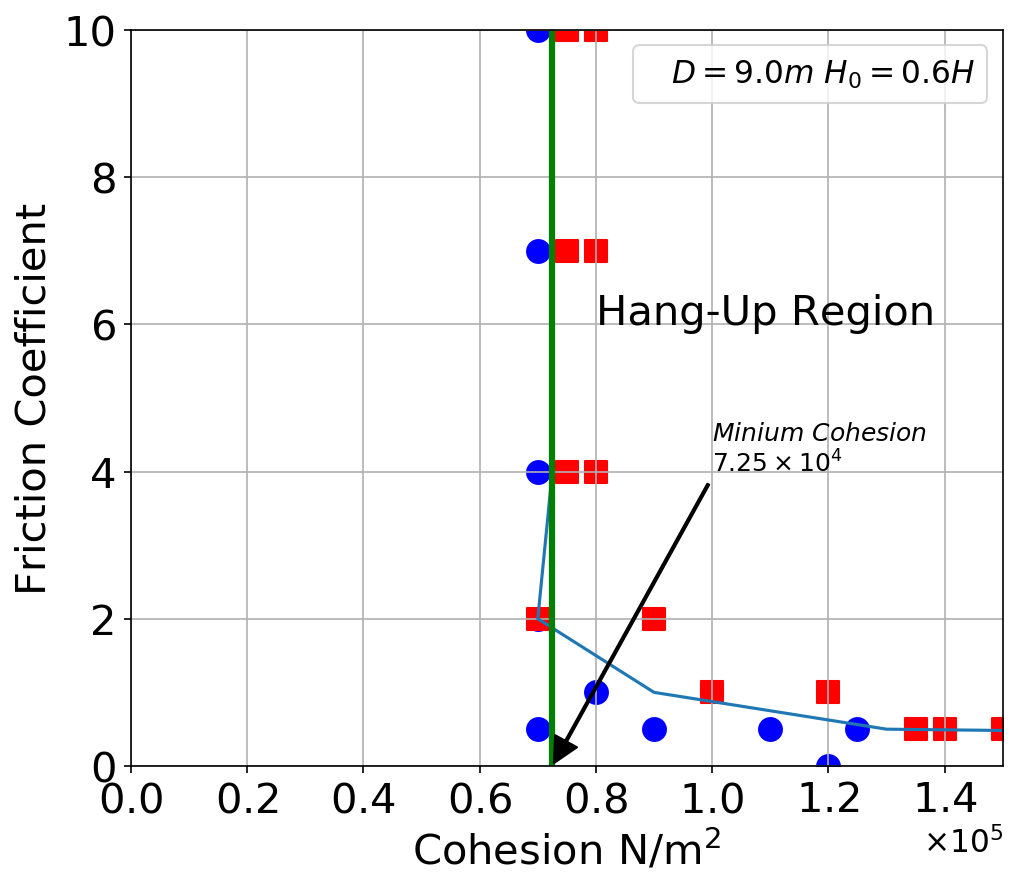 10
8
6
4
2
0
Friction Coefficient
D = 9.0m H₀ = 0.6H
Hang-Up Region
Minium Cohesion
7.25 × 10⁴
0.0 0.2 0.4 0.6 0.8 1.0 1.2 1.4
×10⁵
Cohesion N/m²